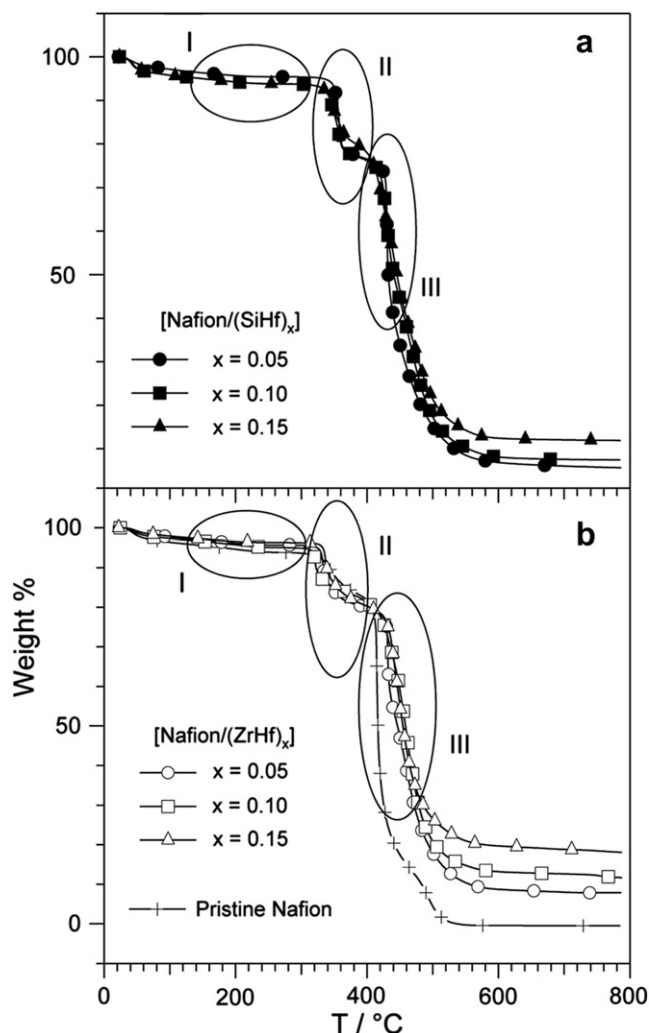 a
I
II
III
100
50
[Nafion/(SiHf)x]
x = 0.05
x = 0.10
x = 0.15
b
I
II
III
100
50
0
Weight %
[Nafion/(ZrHf)x]
x = 0.05
x = 0.10
x = 0.15
Pristine Nafion
0 200 400 600 800
T / °C